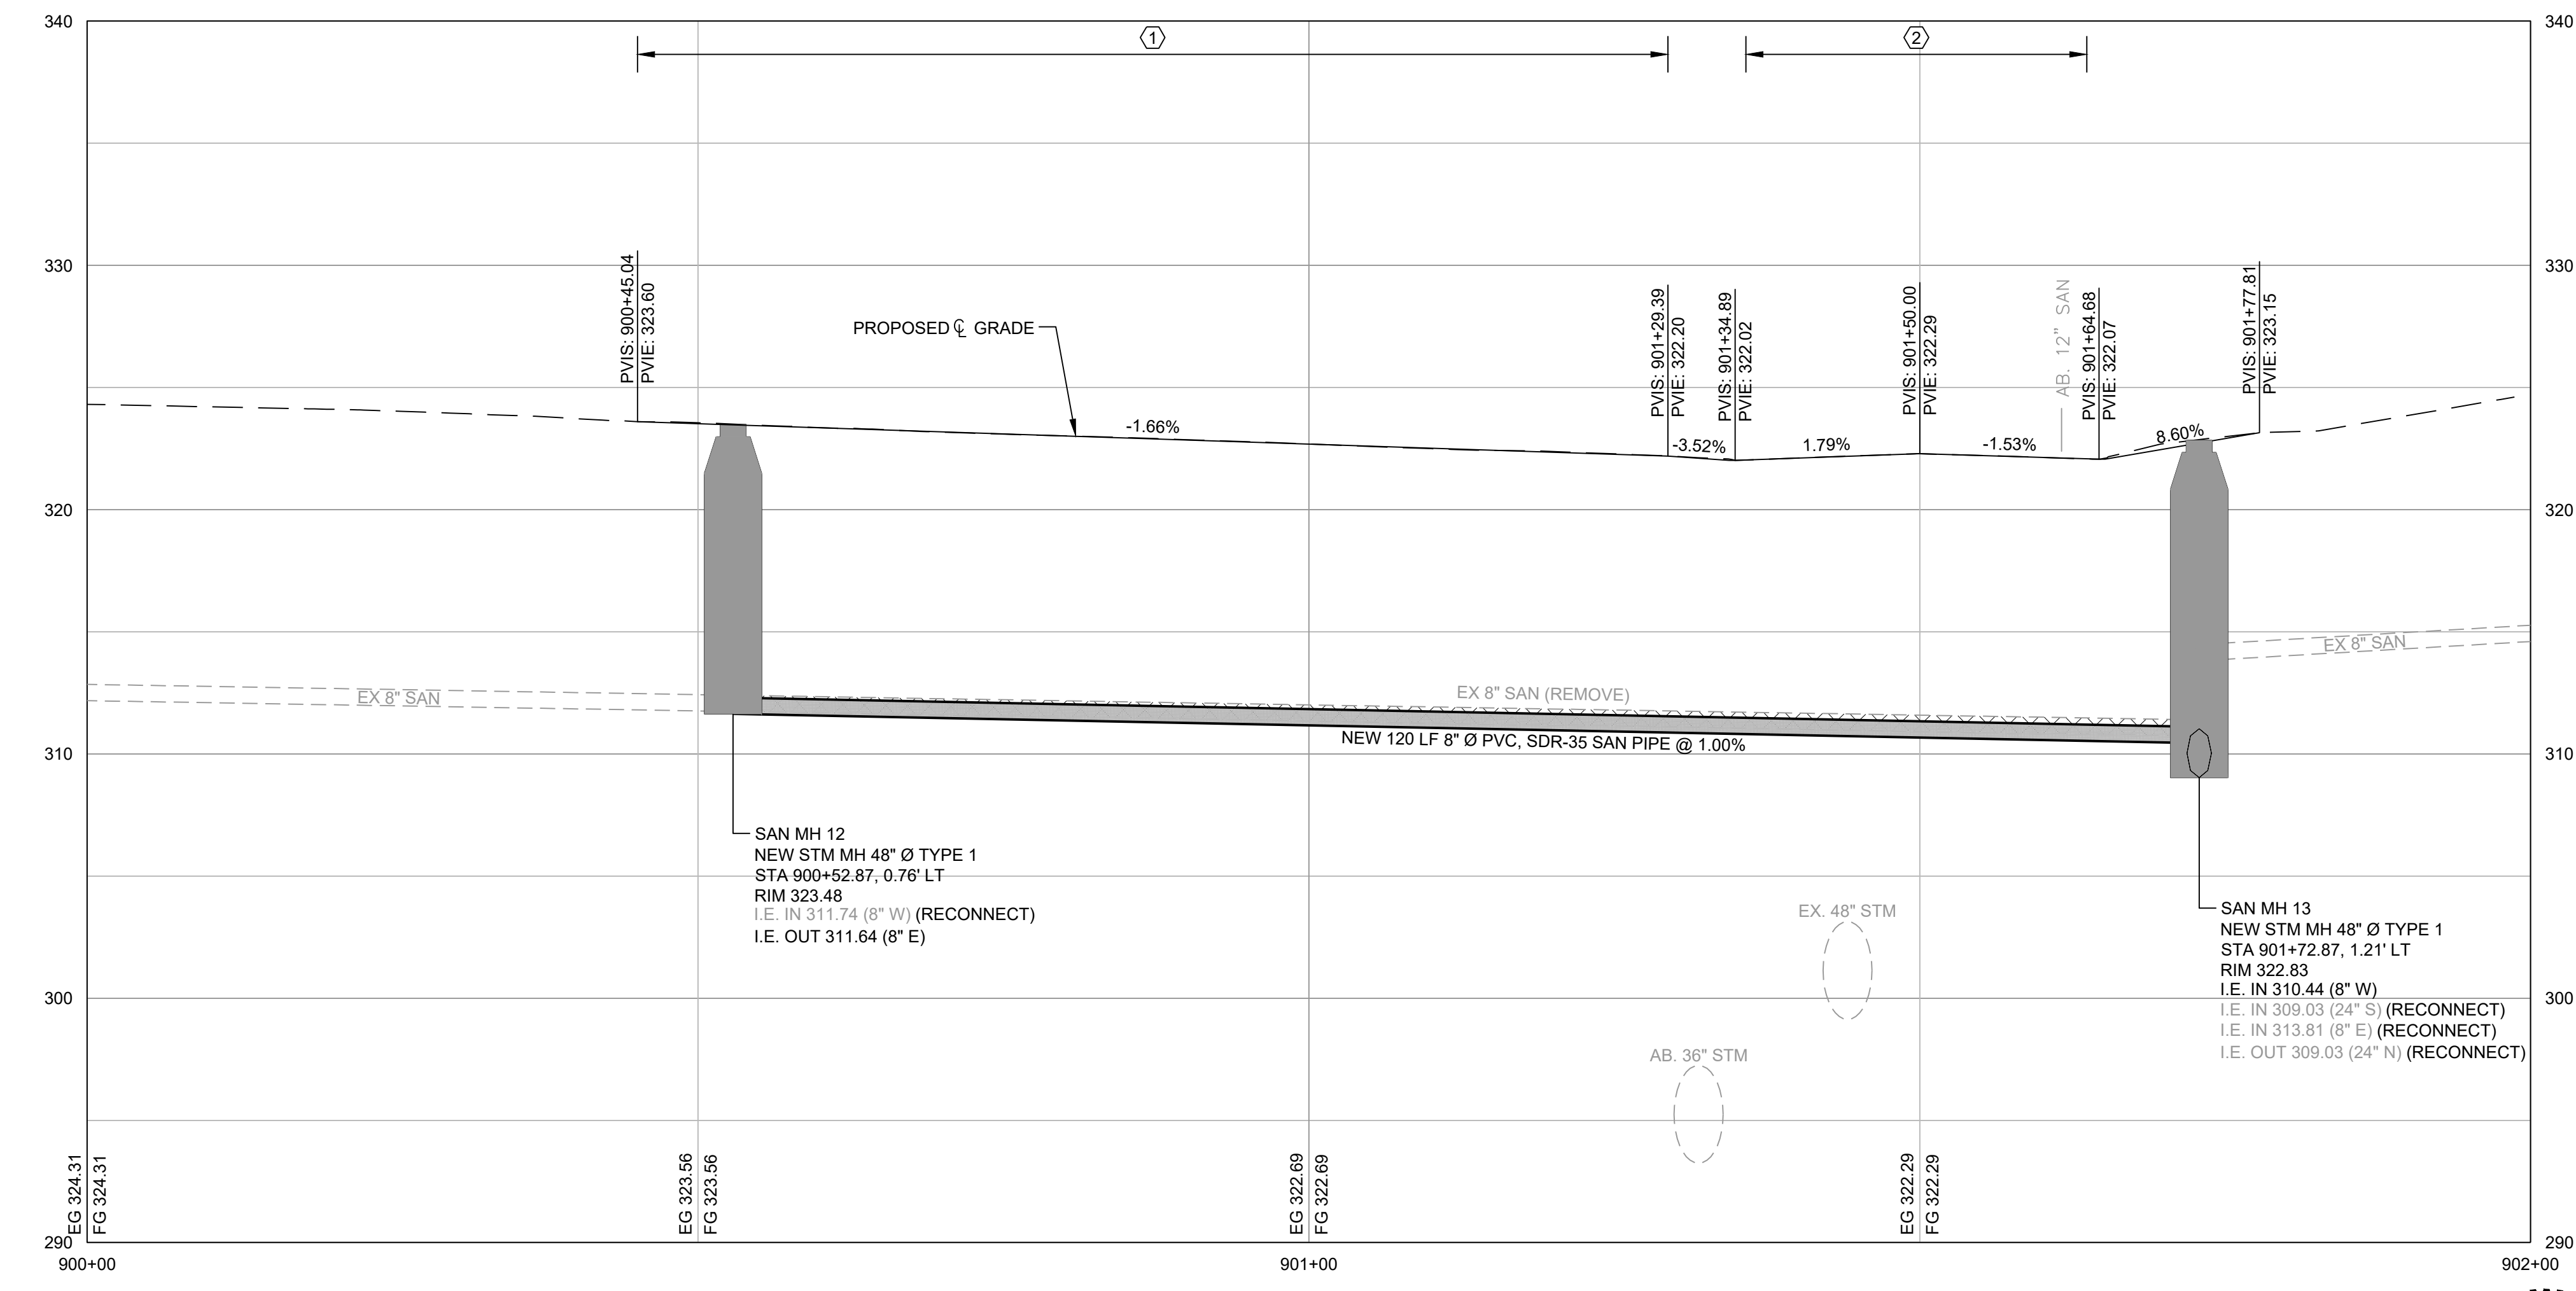 340
340
1
2
330
330
PVIS: 900+45.04
PVIE: 323.60
PROPOSED ℄ GRADE
-1.66%
PVIS: 901+29.39
PVIE: 322.20
-3.52%
PVIS: 901+34.89
PVIE: 322.02
1.79%
PVIS: 901+50.00
PVIE: 322.29
-1.53%
AB. 12" SAN
PVIS: 901+64.68
PVIE: 322.07
8.60%
PVIS: 901+77.81
PVIE: 323.15
320
320
EX 8" SAN
EX 8" SAN (REMOVE)
EX 8" SAN
NEW 120 LF 8" Ø PVC, SDR-35 SAN PIPE @ 1.00%
310
310
SAN MH 12
NEW STM MH 48" Ø TYPE 1
STA 900+52.87, 0.76' LT
RIM 323.48
I.E. IN 311.74 (8" W) (RECONNECT)
I.E. OUT 311.64 (8" E)
EX. 48" STM
AB. 36" STM
SAN MH 13
NEW STM MH 48" Ø TYPE 1
STA 901+72.87, 1.21' LT
RIM 322.83
I.E. IN 310.44 (8" W)
I.E. IN 309.03 (24" S) (RECONNECT)
I.E. IN 313.81 (8" E) (RECONNECT)
I.E. OUT 309.03 (24" N) (RECONNECT)
300
300
EG 324.31
FG 324.31
EG 323.56
FG 323.56
EG 322.69
FG 322.69
EG 322.29
FG 322.29
290
290
900+00
901+00
902+00